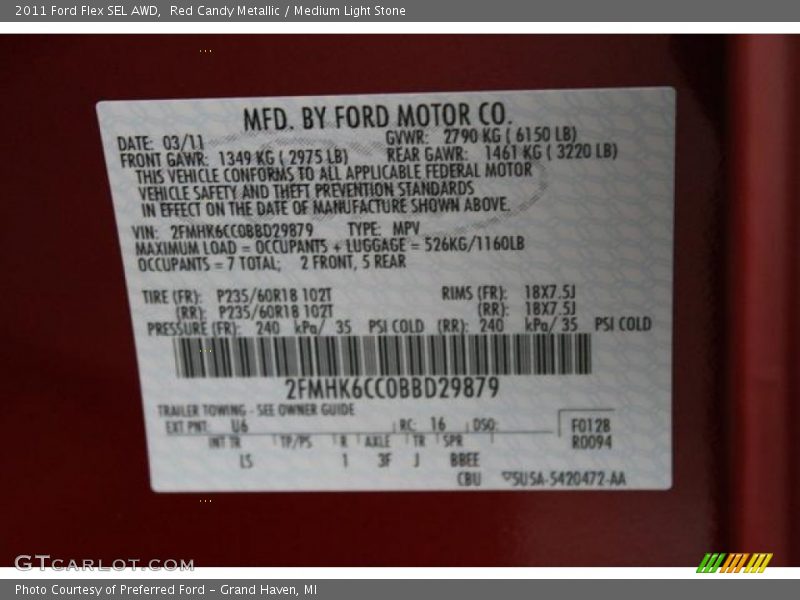 2011 Ford Flex SEL AWD,  Red Candy Metallic / Medium Light Stone
MFD. BY FORD MOTOR CO.
DATE: 03/11 GVWR: 2790 KG ( 6150 LB)
FRONT GAWR: 1349 KG ( 2975 LB) REAR GAWR: 1461 KG ( 3220 LB)
THIS VEHICLE CONFORMS TO ALL APPLICABLE FEDERAL MOTOR
VEHICLE SAFETY AND THEFT PREVENTION STANDARDS
IN EFFECT ON THE DATE OF MANUFACTURE SHOWN ABOVE.
VIN: 2FMHK6CC0BBD29879 TYPE: MPV
MAXIMUM LOAD = OCCUPANTS + LUGGAGE = 526KG/1160LB
OCCUPANTS = 7 TOTAL; 2 FRONT, 5 REAR
TIRE (FR): P235/60R18 102T RIMS (FR): 18X7.5J
(RR): P235/60R18 102T (RR): 18X7.5J
PRESSURE (FR): 240 kPa/ 35 PSI COLD (RR): 240 kPa/ 35 PSI COLD
2FMHK6CC0BBD29879
TRAILER TOWING - SEE OWNER GUIDE
EXT PNT: U6 RC: 16 DSO: F0128
INT TR TP/PS R AXLE TR SPR R0094
LS 1 3F J BBEE
CBU 5USA-5420472-AA
GTCARLOT.COM
Photo Courtesy of Preferred Ford – Grand Haven, MI